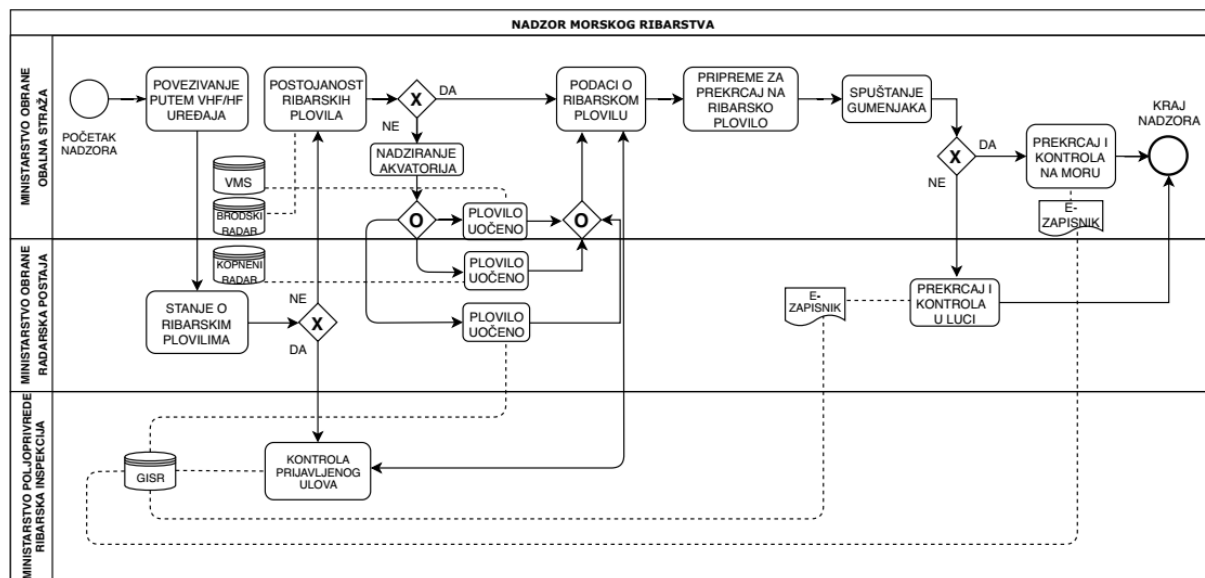 NADZOR MORSKOG RIBARSTVA
MINISTARSTVO OBRANE
OBALNA STRAŽA
POČETAK
NADZORA
POVEZIVANJE
PUTEM VHF/HF
UREĐAJA
POSTOJANOST
RIBARSKIH
PLOVILA
X
DA
NE
NADZIRANJE
AKVATORIJA
VMS
BRODSKI
RADAR
O
PLOVILO
UOČENO
O
PODACI O
RIBARSKOM
PLOVILU
PRIPREME ZA
PREKRCAJ NA
RIBARSKO
PLOVILO
SPUŠTANJE
GUMENJAKA
X
DA
NE
PREKRCAJ I
KONTROLA
NA MORU
KRAJ
NADZORA
E-
ZAPISNIK
MINISTARSTVO OBRANE
RADARSKA POSTAJA
KOPNENI
RADAR
PLOVILO
UOČENO
STANJE O
RIBARSKIM
PLOVILIMA
NE
X
DA
PLOVILO
UOČENO
E-
ZAPISNIK
PREKRCAJ I
KONTROLA
U LUCI
MINISTARSTVO POLJOPRIVREDE
RIBARSKA INSPEKCIJA
GISR
KONTROLA
PRIJAVLJENOG
ULOVA